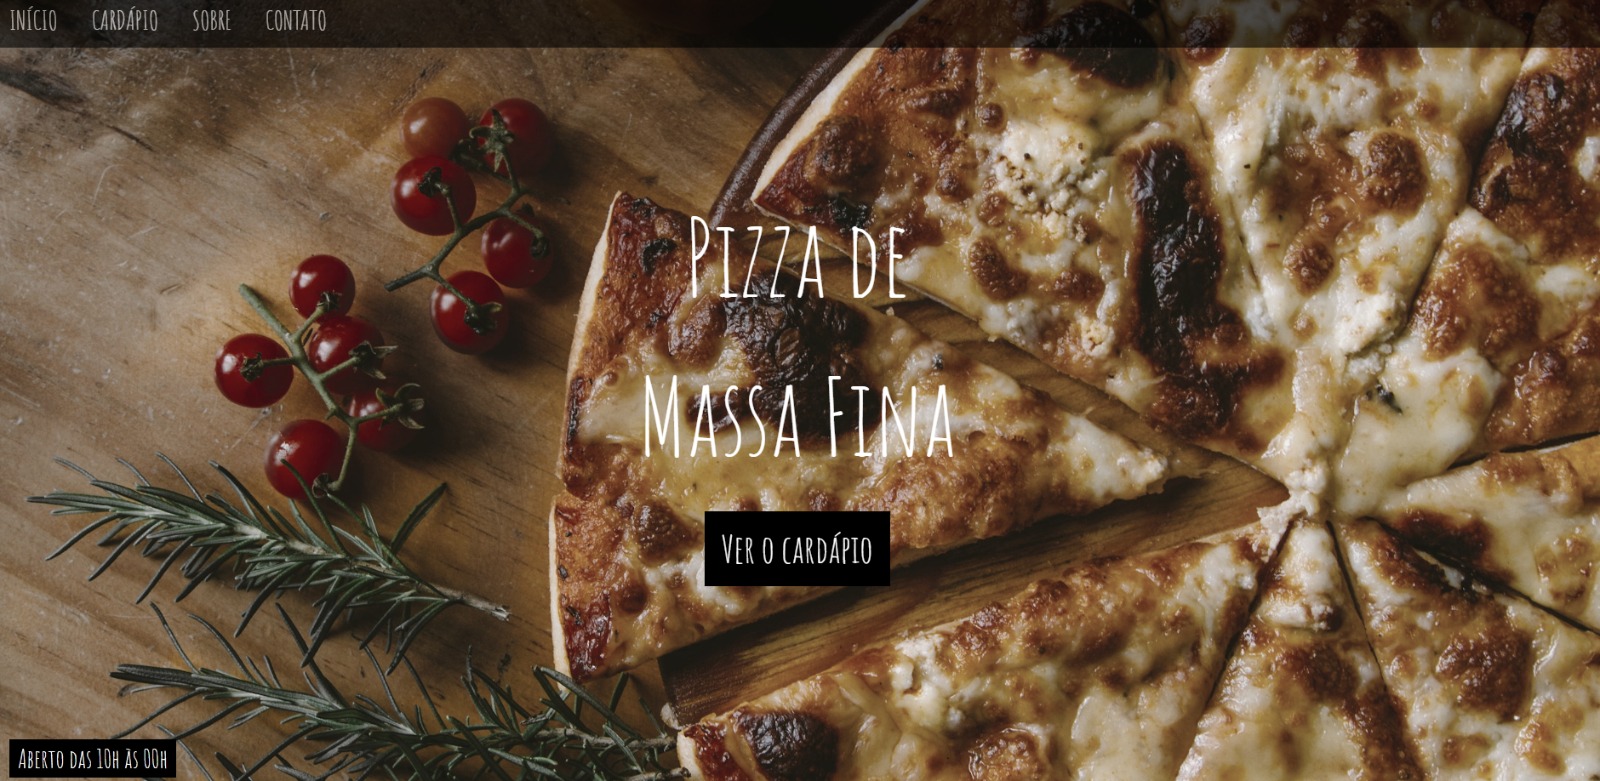 INÍCIO CARDÁPIO SOBRE CONTATO
Pizza de
Massa Fina
Ver o cardápio
Aberto das 10h às 00h